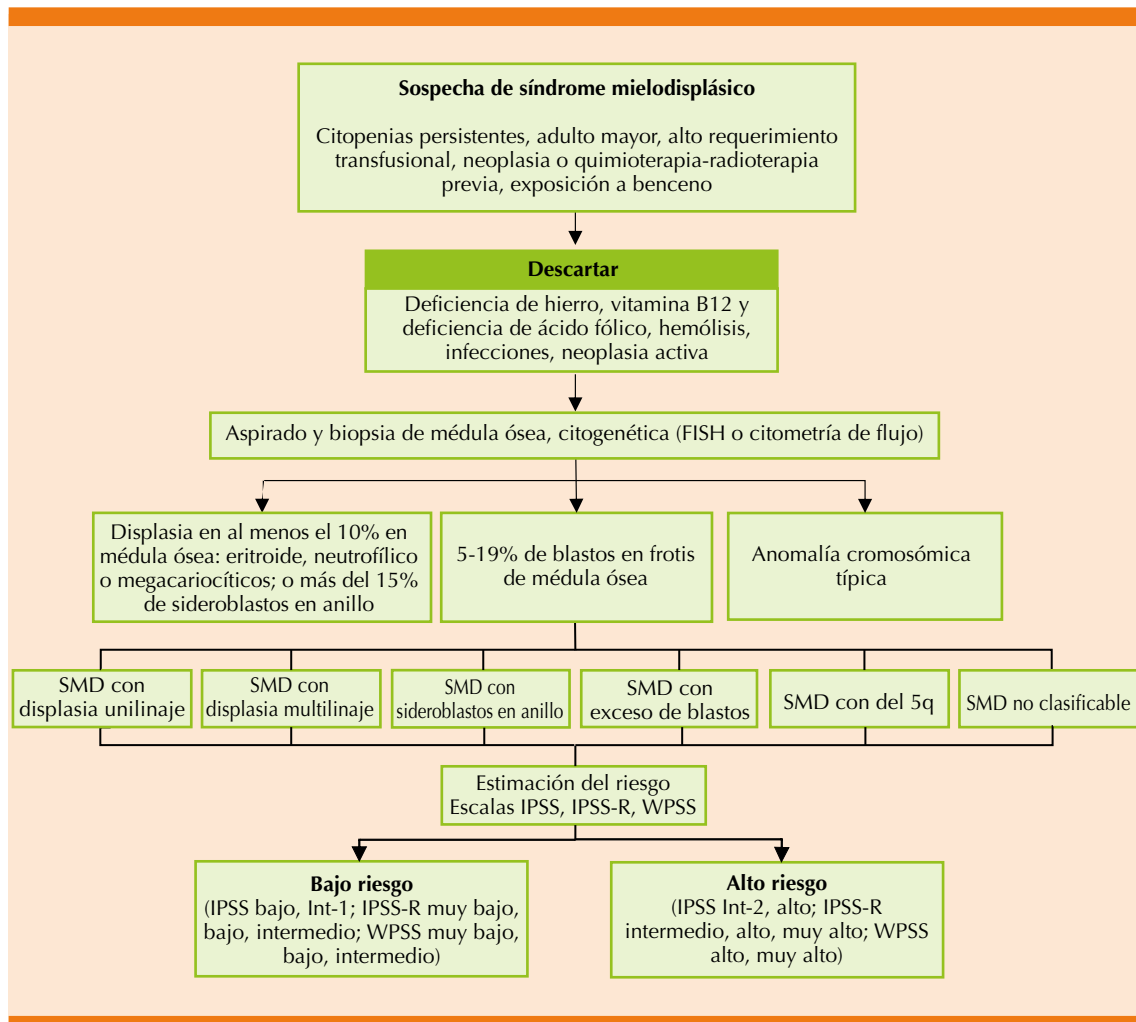 Sospecha de síndrome mielodisplásico
Citopenias persistentes, adulto mayor, alto requerimiento
transfusional, neoplasia o quimioterapia-radioterapia
previa, exposición a benceno
Descartar
Deficiencia de hierro, vitamina B12 y
deficiencia de ácido fólico, hemólisis,
infecciones, neoplasia activa
Aspirado y biopsia de médula ósea, citogenética (FISH o citometría de flujo)
Displasia en al menos el 10% en
médula ósea: eritroide, neutrofílico
o megacariocíticos; o más del 15%
de sideroblastos en anillo
5-19% de blastos en frotis
de médula ósea
Anomalía cromosómica
típica
SMD con
displasia unilinaje
SMD con
displasia multilinaje
SMD con
sideroblastos en anillo
SMD con
exceso de blastos
SMD con del 5q
SMD no clasificable
Estimación del riesgo
Escalas IPSS, IPSS-R, WPSS
Bajo riesgo
(IPSS bajo, Int-1; IPSS-R muy bajo,
bajo, intermedio; WPSS muy bajo,
bajo, intermedio)
Alto riesgo
(IPSS Int-2, alto; IPSS-R
intermedio, alto, muy alto; WPSS
alto, muy alto)